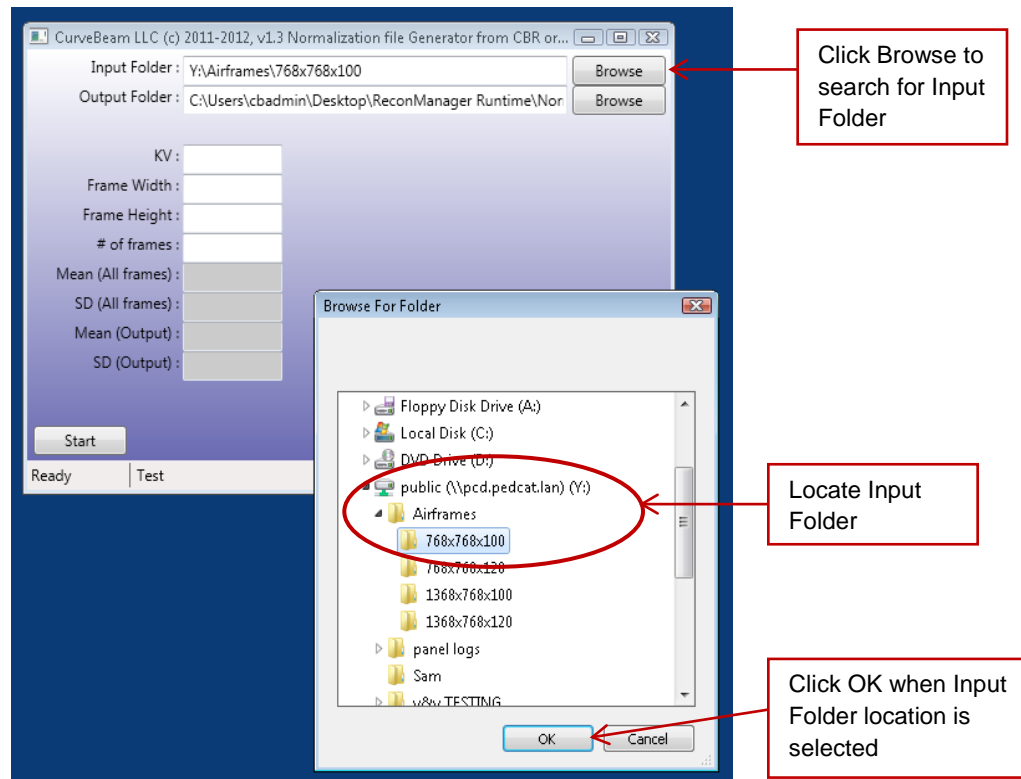 CurveBeam LLC (c) 2011-2012, v1.3 Normalization file Generator from CBR or...
Input Folder : Y:\Airframes\768x768x100 Browse
Output Folder : C:\Users\cbadmin\Desktop\ReconManager Runtime\Nor Browse
KV :
Frame Width :
Frame Height :
# of frames :
Mean (All frames) :
SD (All frames) :
Mean (Output) :
SD (Output) :
Start
Ready Test
Click Browse to
search for Input
Folder
Browse For Folder
Floppy Disk Drive (A:)
Local Disk (C:)
DVD Drive (D:)
public (\\pcd.pedcat.lan) (Y:)
Airframes
768x768x100
768x768x120
1368x768x100
1368x768x120
panel logs
Sam
v&v TESTING
OK Cancel
Locate Input
Folder
Click OK when Input
Folder location is
selected